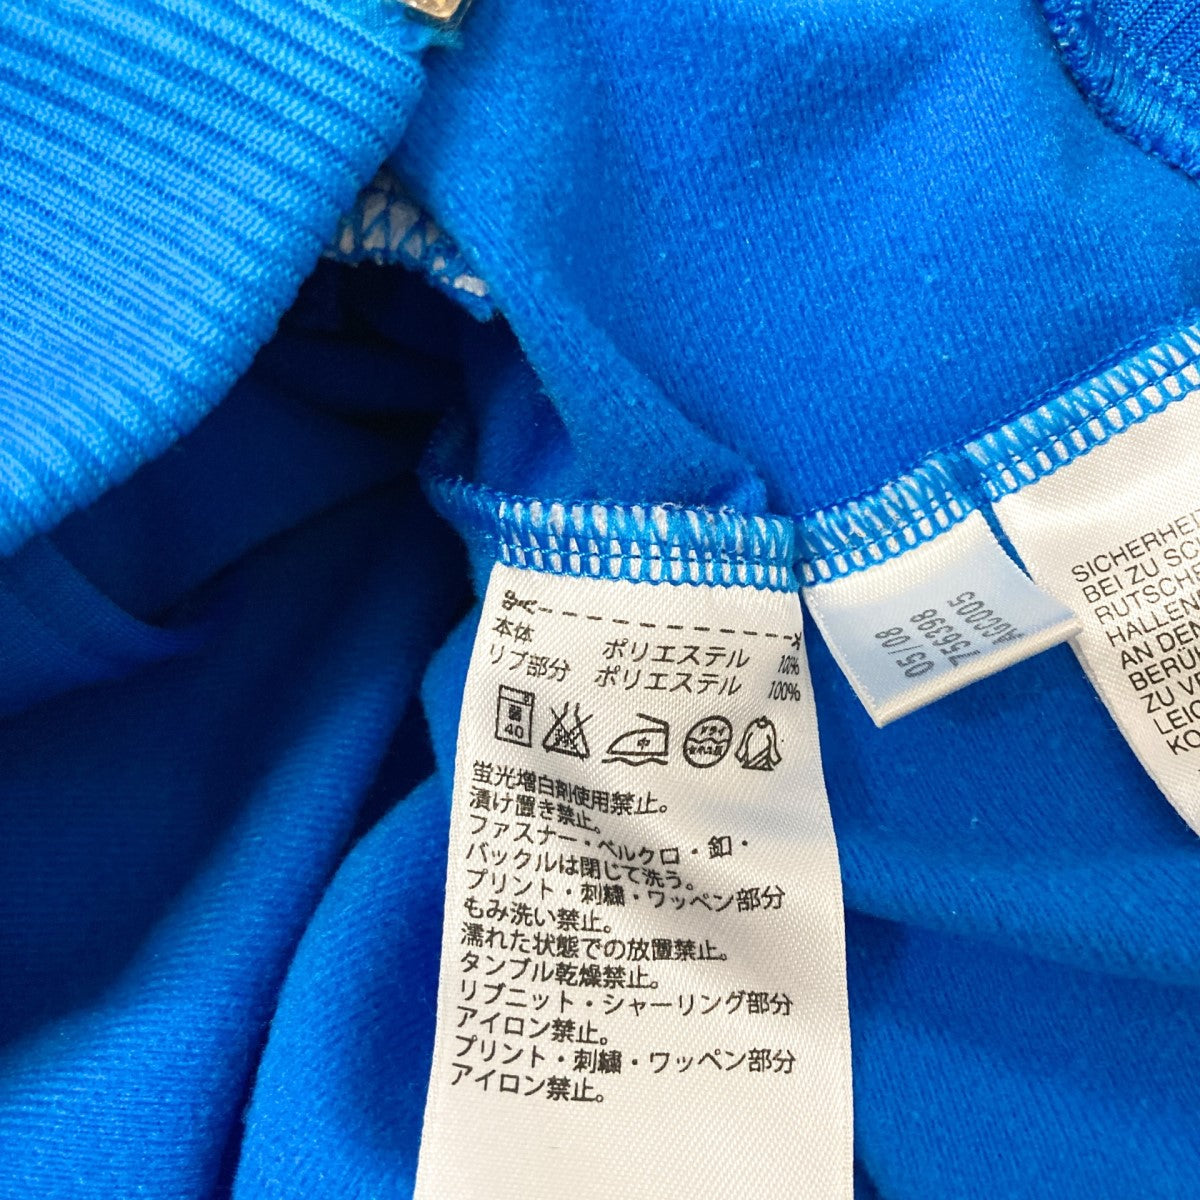 本体 ポリエステル 100%
リブ部分 ポリエステル 100%
弱 40 中 ドライ
蛍光増白剤使用禁止。
漬け置き禁止。
ファスナー・ベルクロ・釦・
バックルは閉じて洗う。
プリント・刺繍・ワッペン部分
もみ洗い禁止。
濡れた状態での放置禁止。
タンブル乾燥禁止。
リブニット・シャーリング部分
アイロン禁止。
プリント・刺繍・ワッペン部分
アイロン禁止。
05/08
756398
AGC005
SICHERHE
BEI ZU SC
RUTSCHE
HALLEN
AN DEN
BERÜH
ZU VE
LEIC
KO